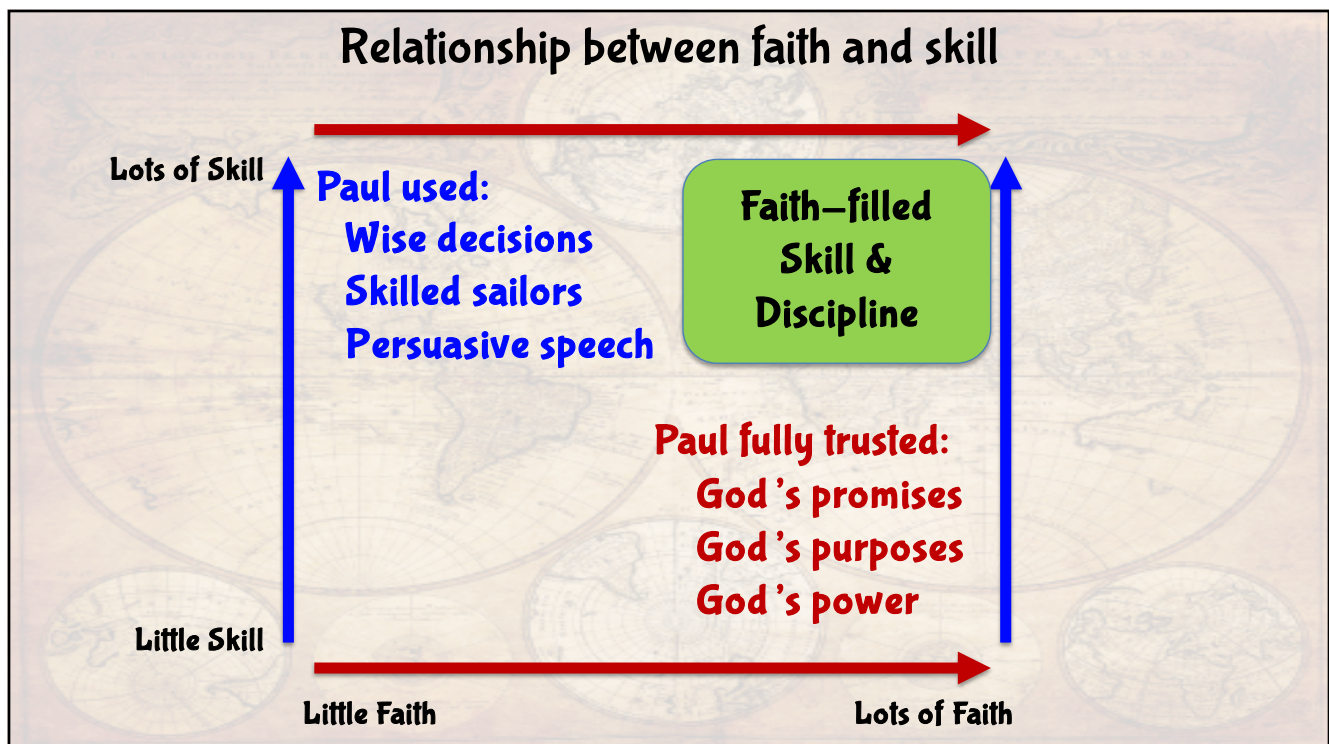 Relationship between faith and skill
Lots of Skill
Paul used:
Wise decisions
Skilled sailors
Persuasive speech
Faith-filled
Skill &
Discipline
Paul fully trusted:
God 's promises
God 's purposes
God 's power
Little Skill
Little Faith
Lots of Faith